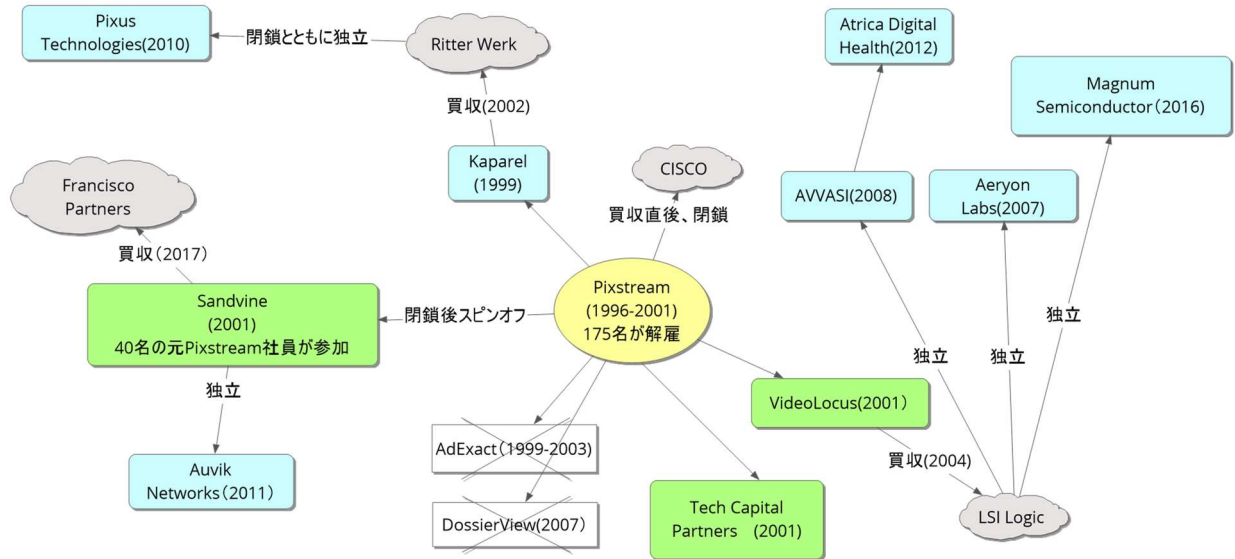 Pixus
Technologies(2010)
閉鎖とともに独立
Ritter Werk
Atrica Digital
Health(2012)
Magnum
Semiconductor（2016）
買収(2002)
Kaparel
(1999)
CISCO
Francisco
Partners
AVVASI(2008)
Aeryon
Labs(2007)
買収直後、閉鎖
買収（2017）
Sandvine
(2001)
40名の元Pixstream社員が参加
閉鎖後スピンオフ
Pixstream
(1996-2001)
175名が解雇
独立
独立
独立
独立
VideoLocus(2001）
AdExact（1999-2003)
買収(2004)
Auvik
Networks（2011）
DossierView(2007）
Tech Capital
Partners　(2001)
LSI Logic